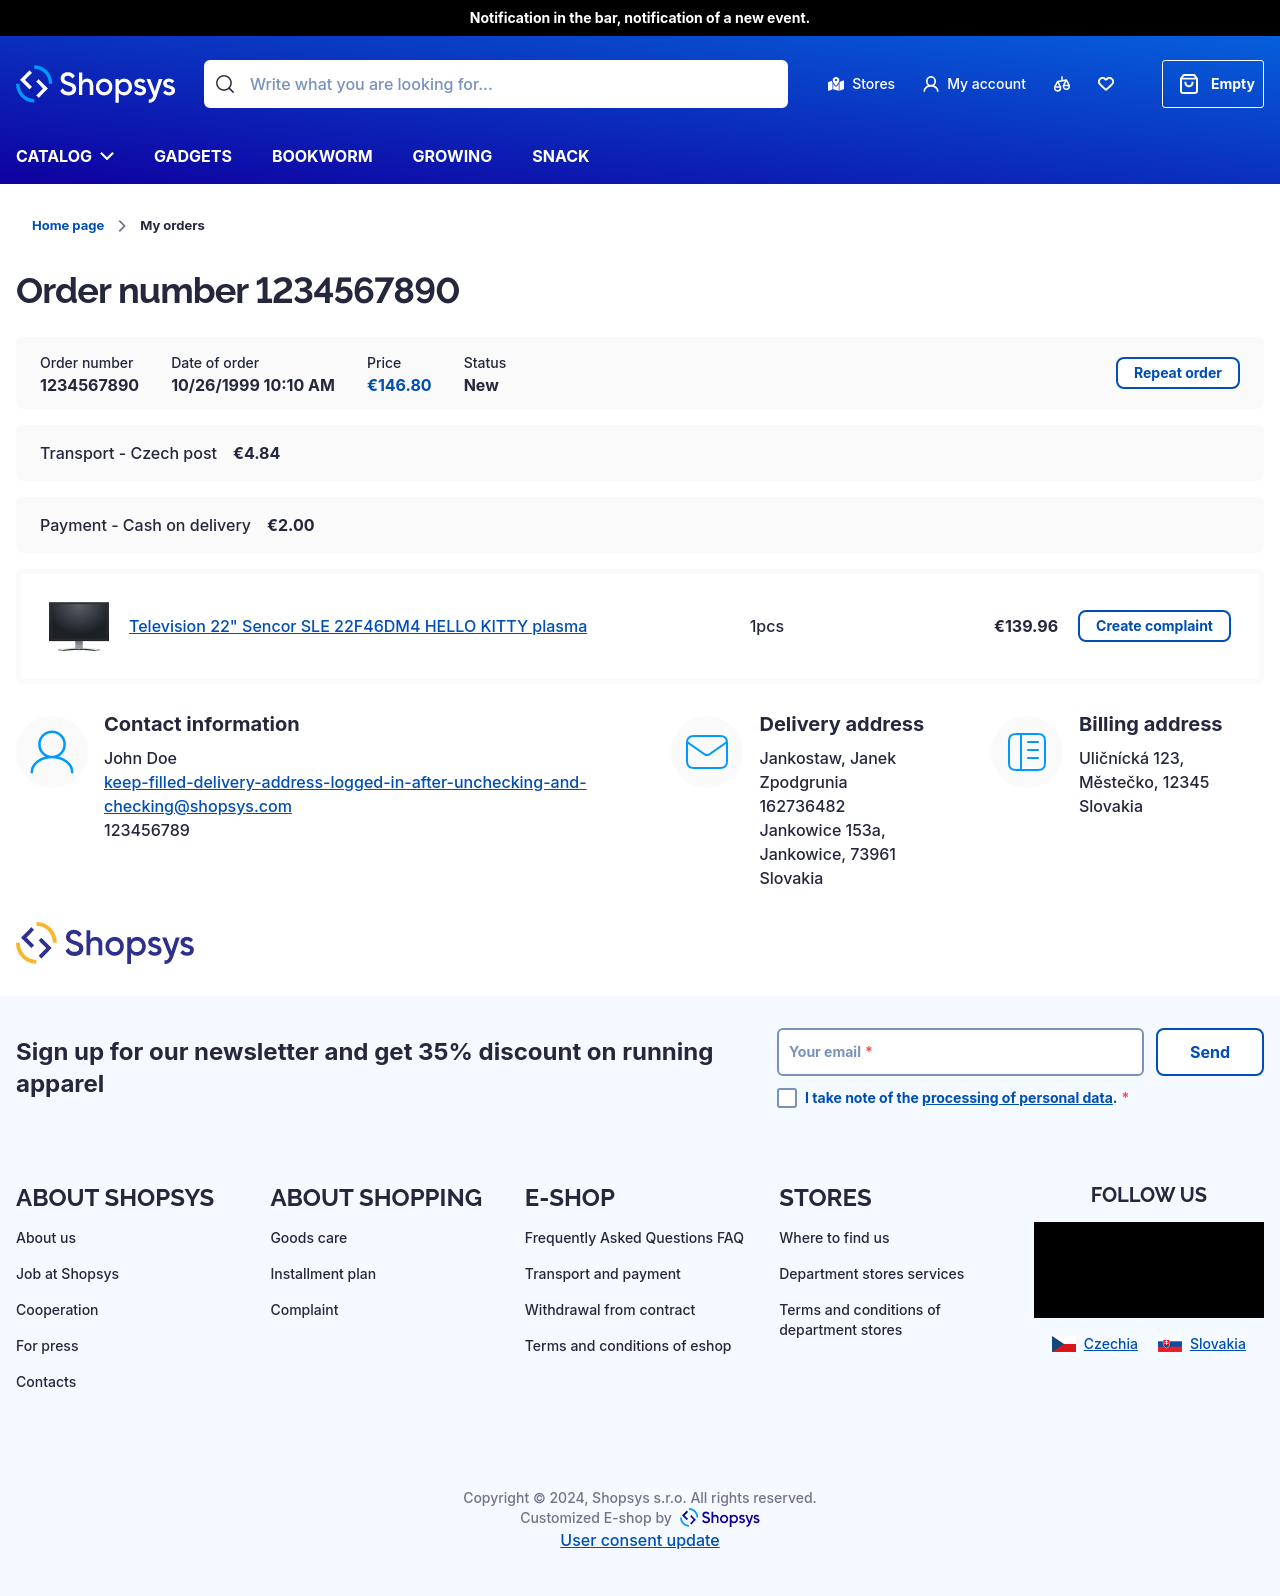 Notification in the bar, notification of a new event.
Shopsys
Write what you are looking for...
Stores
My account
Empty
CATALOG
GADGETS
BOOKWORM
GROWING
SNACK
Home page
My orders
Order number 1234567890
Order number
1234567890
Date of order
10/26/1999 10:10 AM
Price
€146.80
Status
New
Repeat order
Transport - Czech post €4.84
Payment - Cash on delivery €2.00
Television 22" Sencor SLE 22F46DM4 HELLO KITTY plasma
1pcs
€139.96
Create complaint
Contact information
John Doe
keep-filled-delivery-address-logged-in-after-unchecking-and-
checking@shopsys.com
123456789
Delivery address
Jankostaw, Janek
Zpodgrunia
162736482
Jankowice 153a,
Jankowice, 73961
Slovakia
Billing address
Uličnícká 123,
Městečko, 12345
Slovakia
Shopsys
Sign up for our newsletter and get 35% discount on running
apparel
Your email *
Send
I take note of the processing of personal data. *
ABOUT SHOPSYS
About us
Job at Shopsys
Cooperation
For press
Contacts
ABOUT SHOPPING
Goods care
Installment plan
Complaint
E-SHOP
Frequently Asked Questions FAQ
Transport and payment
Withdrawal from contract
Terms and conditions of eshop
STORES
Where to find us
Department stores services
Terms and conditions of
department stores
FOLLOW US
Czechia
Slovakia
Copyright © 2024, Shopsys s.r.o. All rights reserved.
Customized E-shop by Shopsys
User consent update